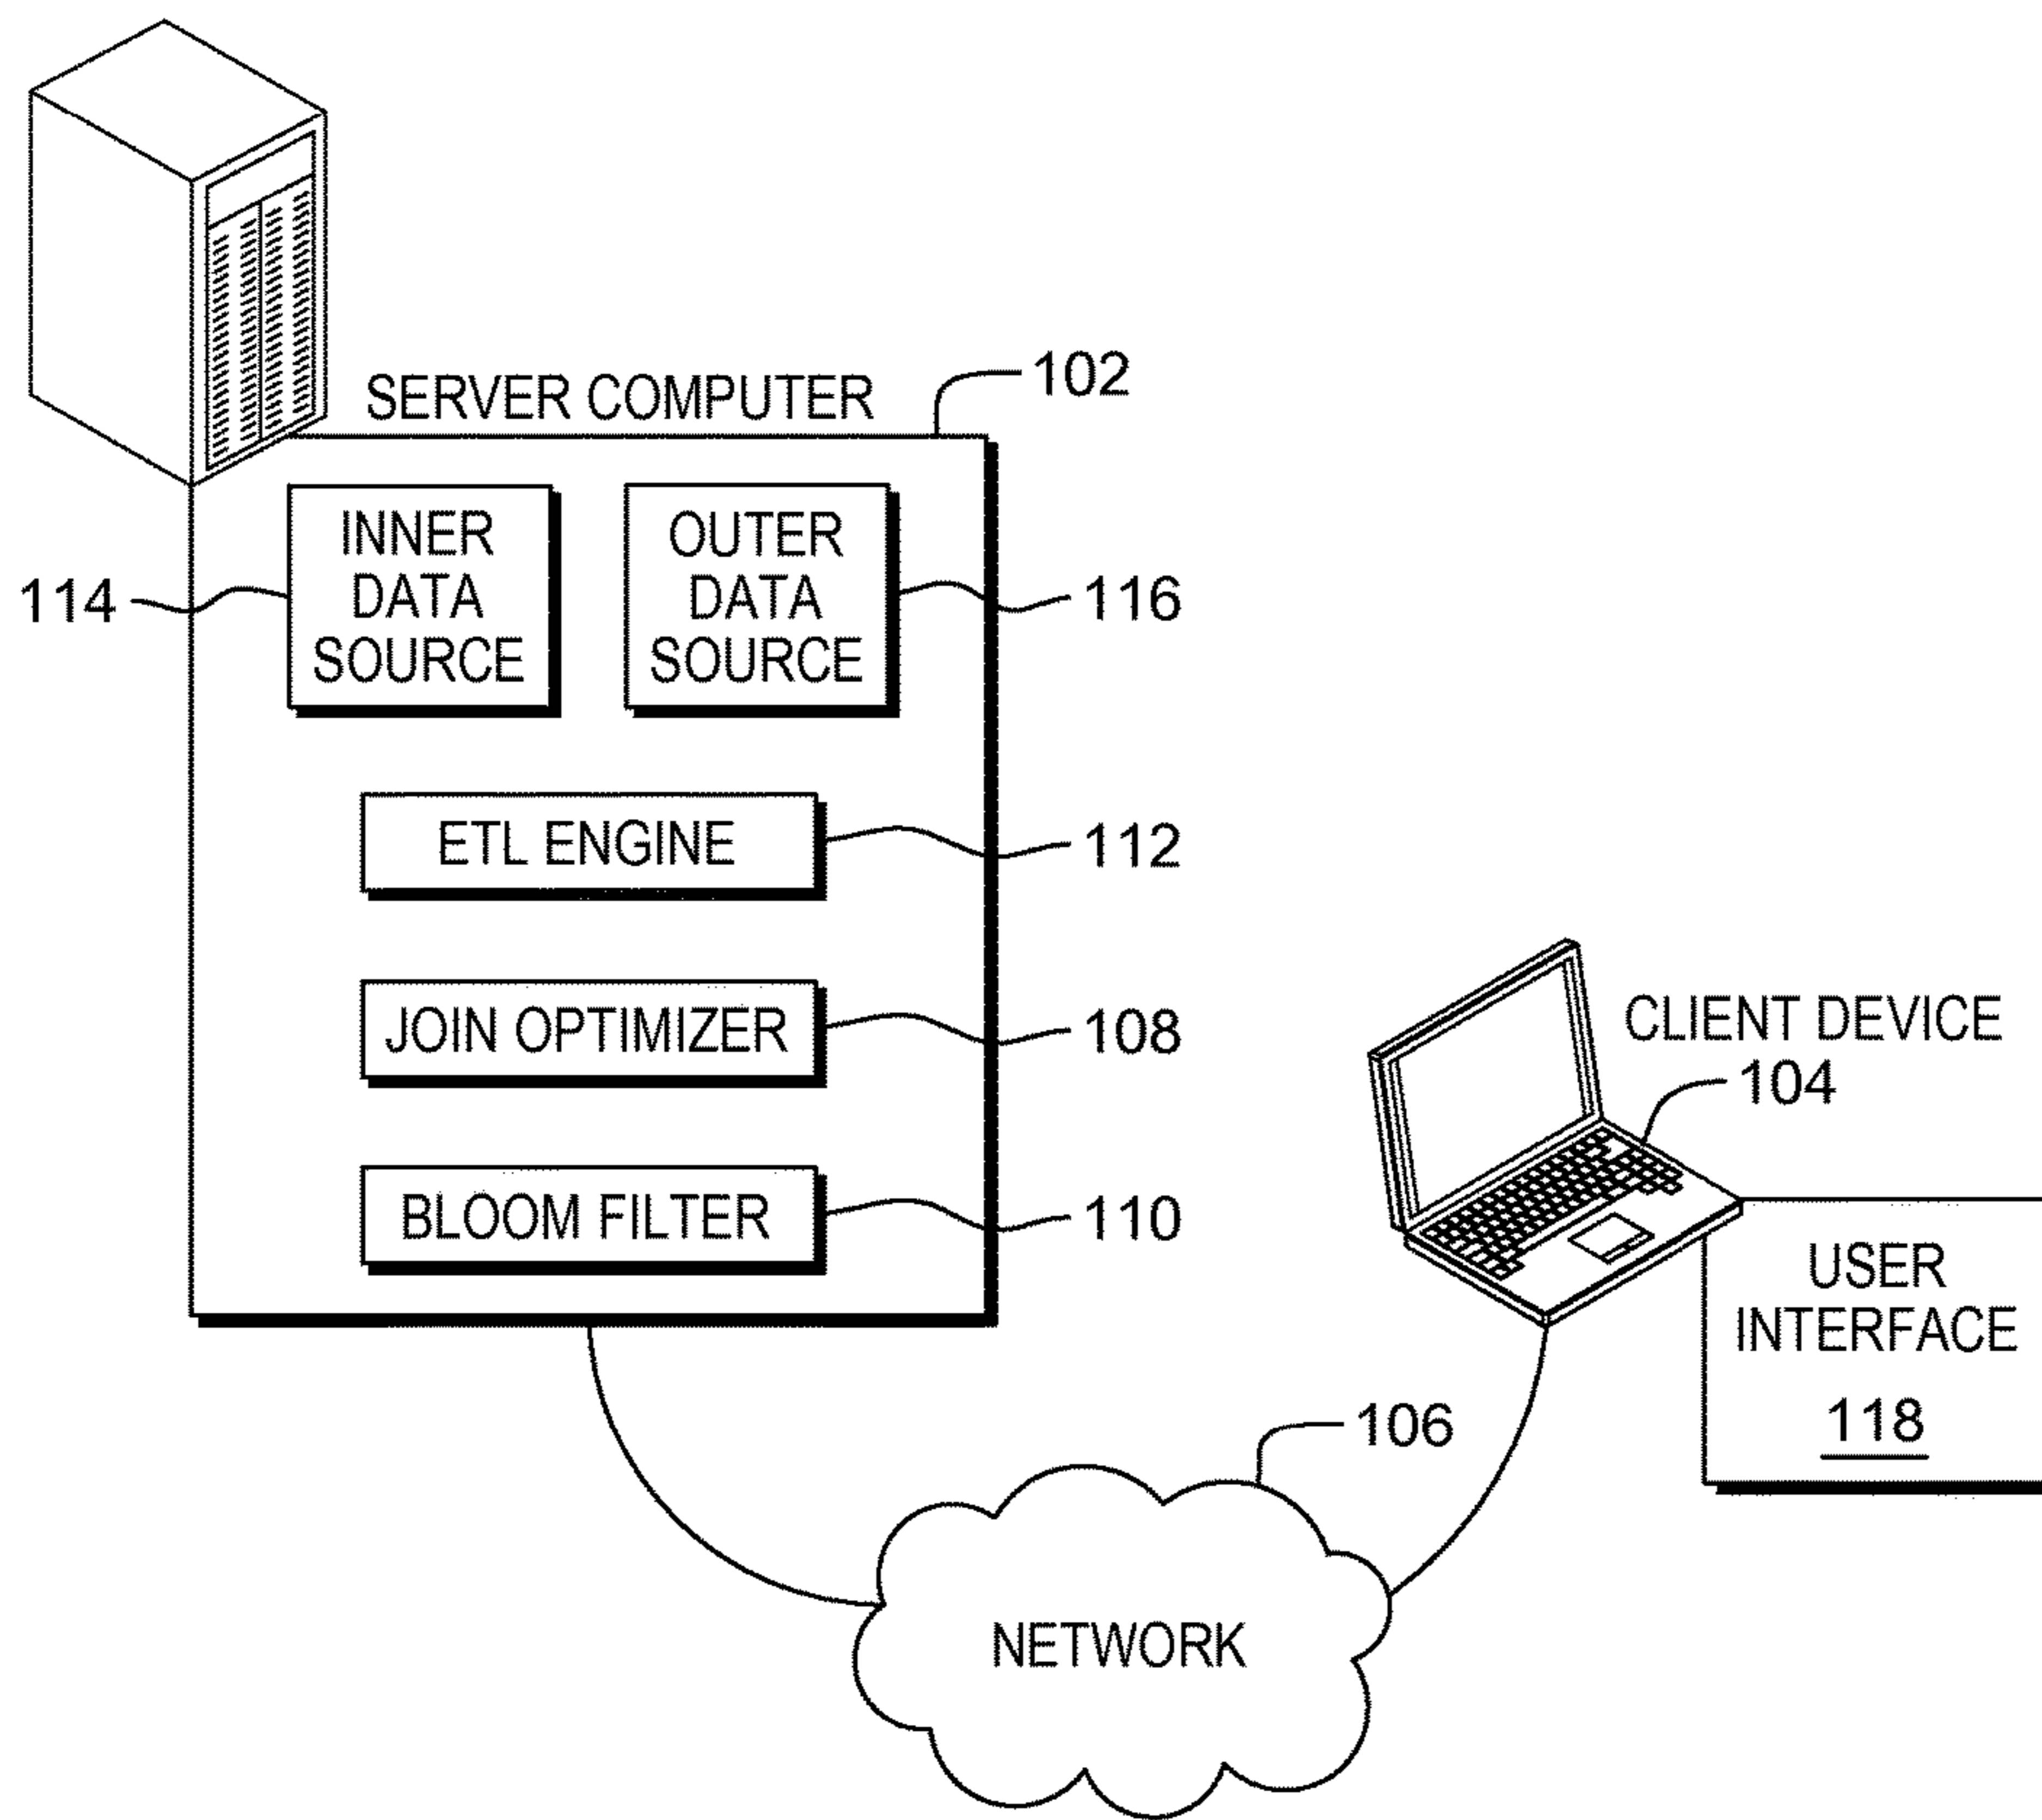 SERVER COMPUTER
102
INNER
DATA
SOURCE
114
OUTER
DATA
SOURCE
116
ETL ENGINE
112
JOIN OPTIMIZER
108
BLOOM FILTER
110
CLIENT DEVICE
104
USER
INTERFACE
118
106
NETWORK